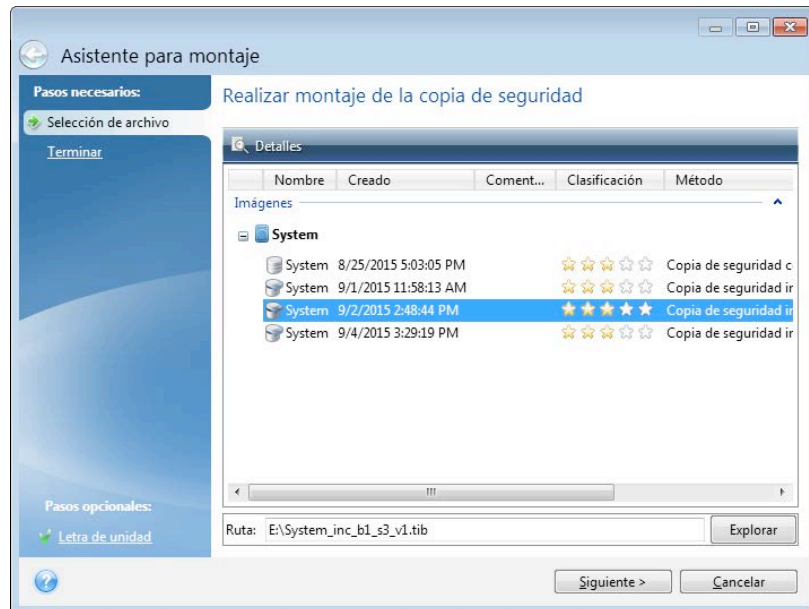 Asistente para montaje
Pasos necesarios:
Selección de archivo
Terminar
Pasos opcionales:
Letra de unidad
Realizar montaje de la copia de seguridad
Detalles
Nombre Creado Coment... Clasificación Método
Imágenes
System
System 8/25/2015 5:03:05 PM Copia de seguridad c
System 9/1/2015 11:58:13 AM Copia de seguridad ir
System 9/2/2015 2:48:44 PM Copia de seguridad ir
System 9/4/2015 3:29:19 PM Copia de seguridad ir
Ruta: E:\System_inc_b1_s3_v1.tib Explorar
Siguiente > Cancelar